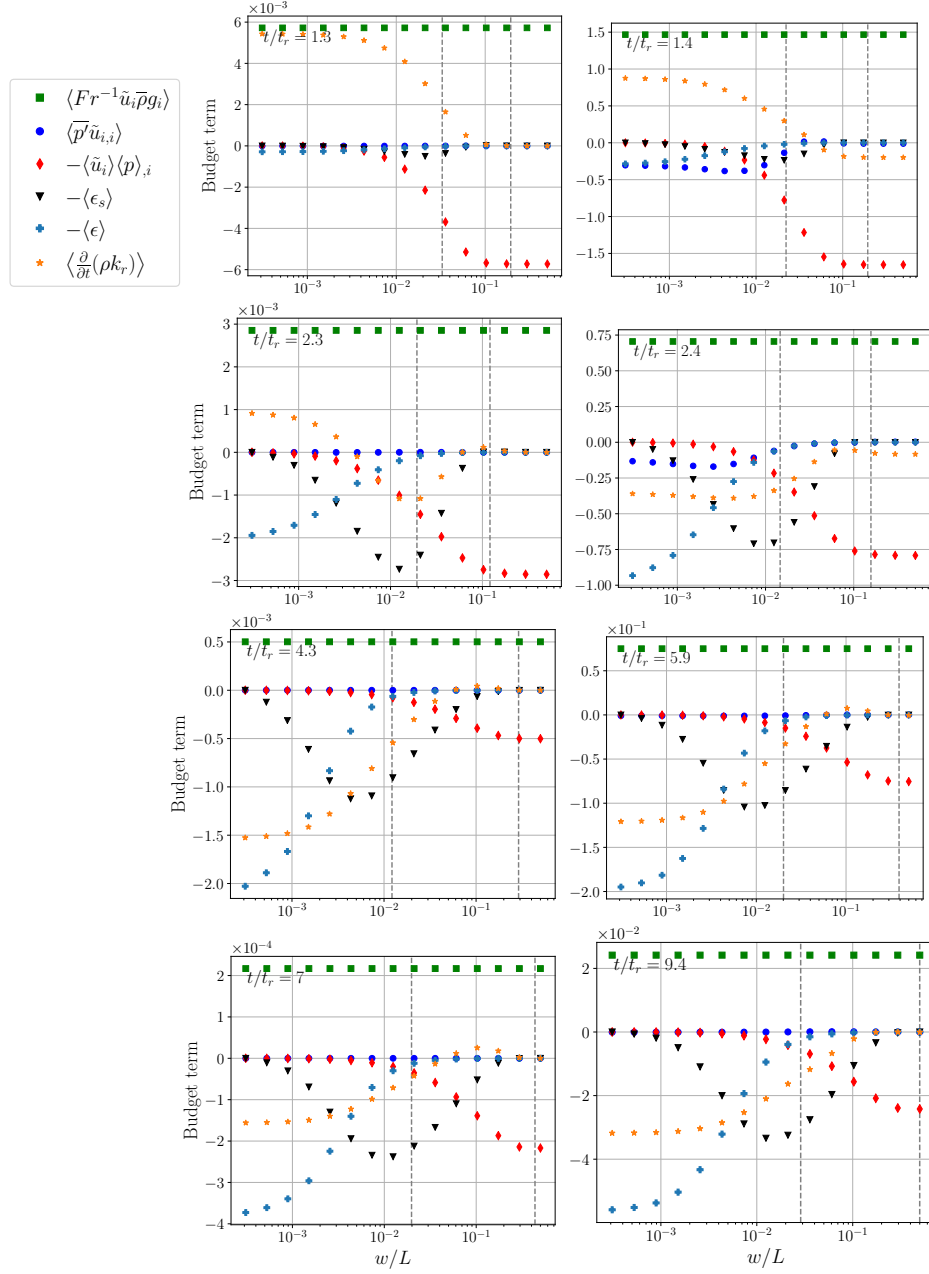 ⟨Fr⁻¹ũᵢρ̄gᵢ⟩
⟨p̄′ũᵢ,ᵢ⟩
−⟨ũᵢ⟩⟨p⟩,ᵢ
−⟨ϵₛ⟩
−⟨ϵ⟩
⟨∂/∂t(ρkᵣ)⟩
×10⁻³
t/tᵣ = 1.3
Budget term
6
4
2
0
−2
−4
−6
10⁻³ 10⁻² 10⁻¹
t/tᵣ = 1.4
1.5
1.0
0.5
0.0
−0.5
−1.0
−1.5
10⁻³ 10⁻² 10⁻¹
×10⁻³
t/tᵣ = 2.3
Budget term
3
2
1
0
−1
−2
−3
10⁻³ 10⁻² 10⁻¹
t/tᵣ = 2.4
0.75
0.50
0.25
0.00
−0.25
−0.50
−0.75
−1.00
10⁻³ 10⁻² 10⁻¹
×10⁻³
t/tᵣ = 4.3
Budget term
0.5
0.0
−0.5
−1.0
−1.5
−2.0
10⁻³ 10⁻² 10⁻¹
×10⁻¹
t/tᵣ = 5.9
0.5
0.0
−0.5
−1.0
−1.5
−2.0
10⁻³ 10⁻² 10⁻¹
×10⁻⁴
t/tᵣ = 7
Budget term
2
1
0
−1
−2
−3
−4
10⁻³ 10⁻² 10⁻¹
w/L
×10⁻²
t/tᵣ = 9.4
2
0
−2
−4
10⁻³ 10⁻² 10⁻¹
w/L